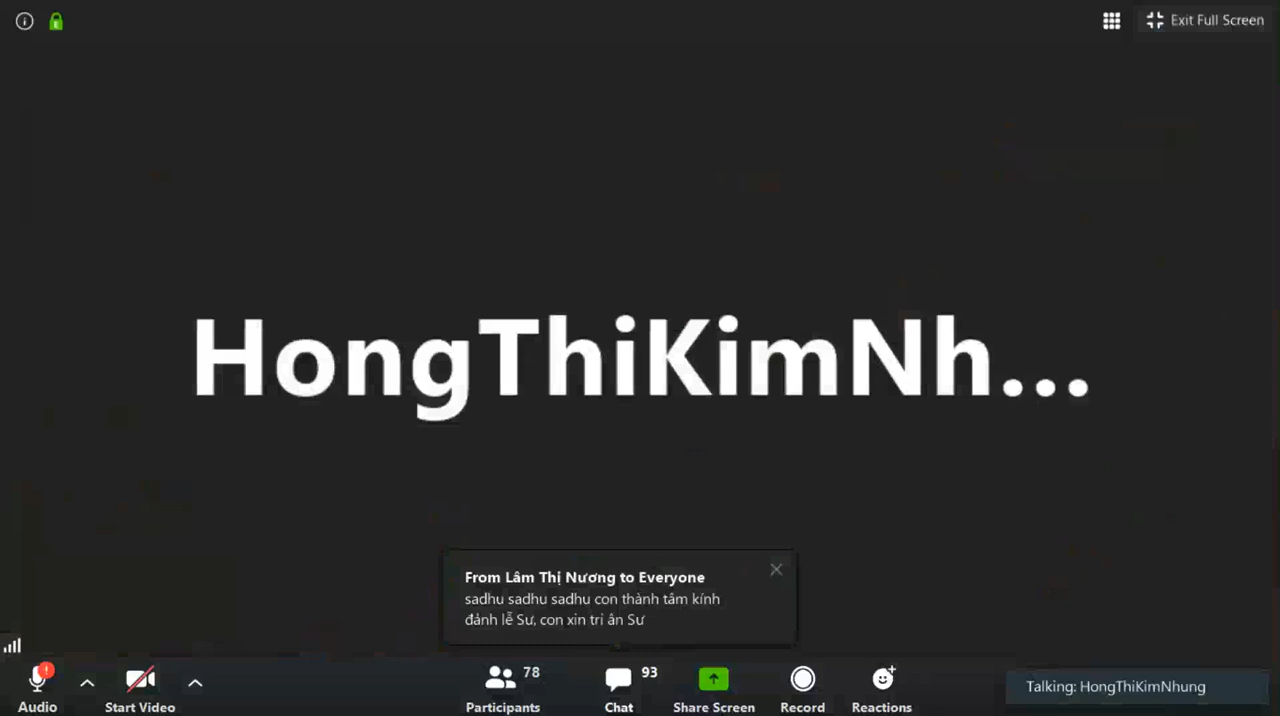 Exit Full Screen
HongThiKimNh...
From Lâm Thị Nương to Everyone
sadhu sadhu sadhu con thành tâm kính
đảnh lễ Sư, con xin tri ân Sư
78
93
Audio
Start Video
Participants
Chat
Share Screen
Record
Reactions
Talking: HongThiKimNhung